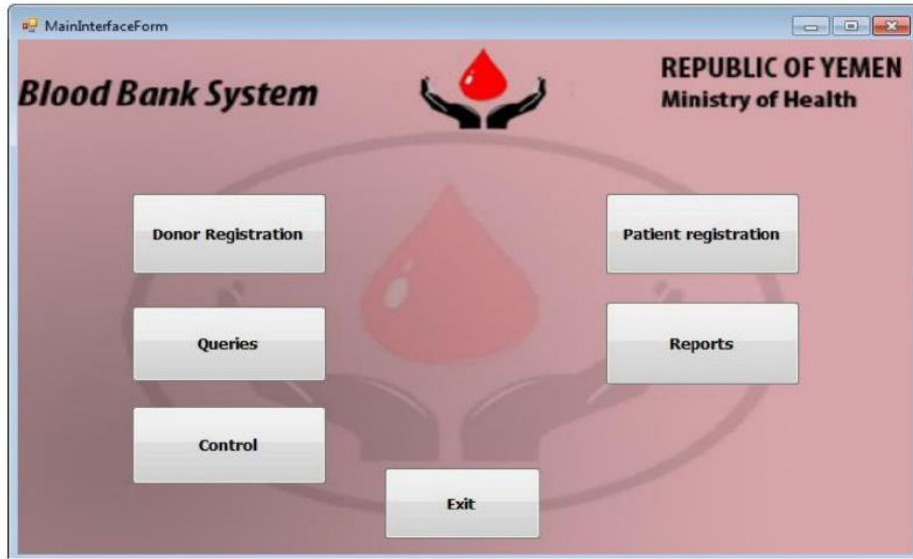 MainInterfaceForm
Blood Bank System
REPUBLIC OF YEMEN
Ministry of Health
Donor Registration
Patient registration
Queries
Reports
Control
Exit